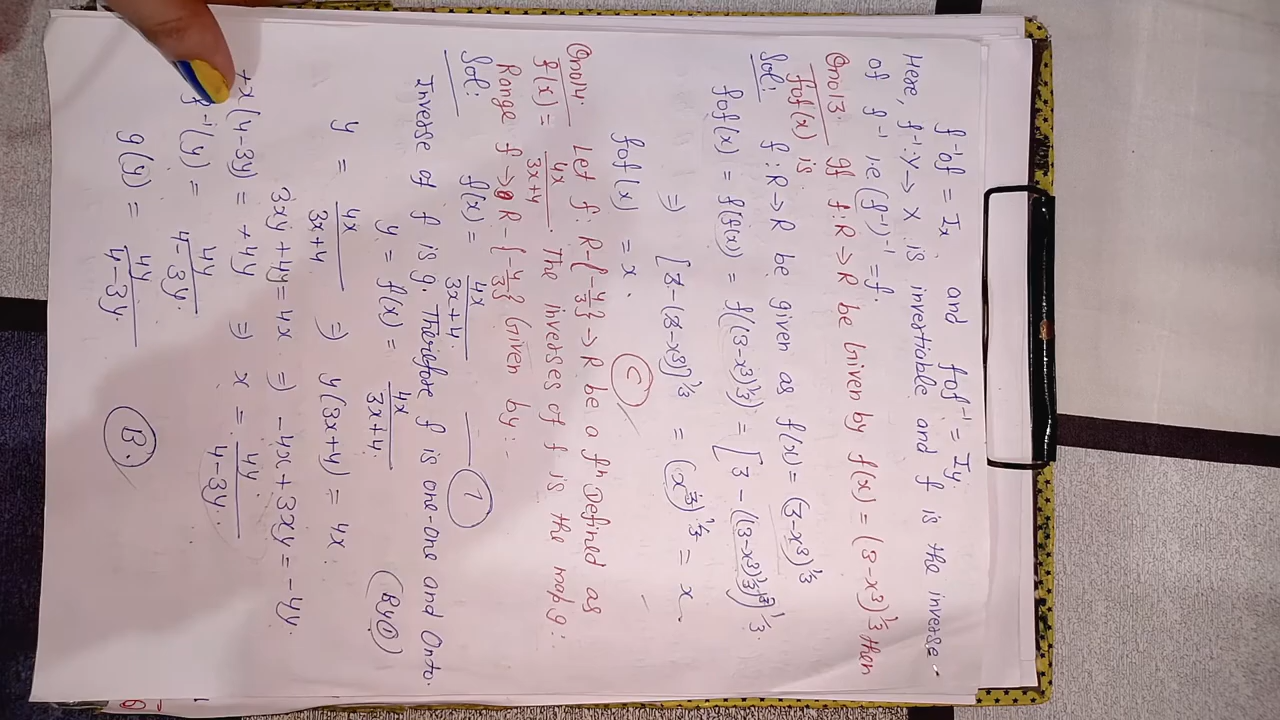 f⁻¹of = Iₓ and fof⁻¹ = Iy.
Here, f⁻¹: Y → X is invertiable and f is the inverse -
of f⁻¹ ie (f⁻¹)⁻¹ = f.
Qno13. If f: R → R be Given by f(x) = (3-x³)^1/3 then
fof(x) is.
Sol: f: R → R be given as f(x) = (3-x³)^1/3
fof(x) = f(f(x)) = f((3-x³)^1/3) = [3 - ((3-x³)^1/3)³]^1/3.
⇒ [3-(3-x³)]^1/3 = (x³)^1/3 = x
fof(x) = x. (C)
Qno14. Let f: R-{-4/3} → R be a fⁿ Defined as
f(x) = 4x/3x+4. The inverses of f is the map g:
Range f → R - {-4/3} Given by:-
Sol: f(x) = 4x/3x+4. — (1)
Inverse of f is g. Therefore f is one-one and Onto.
y = f(x) = 4x/3x+4. (By (1))
y = 4x/3x+4 ⇒ y(3x+4) = 4x.
3xy+4y = 4x ⇒ -4x+3xy = -4y.
+x(4-3y) = +4y ⇒ x = 4y/4-3y.
f⁻¹(y) = 4y/4-3y.
g(y) = 4y/4-3y. (B.)